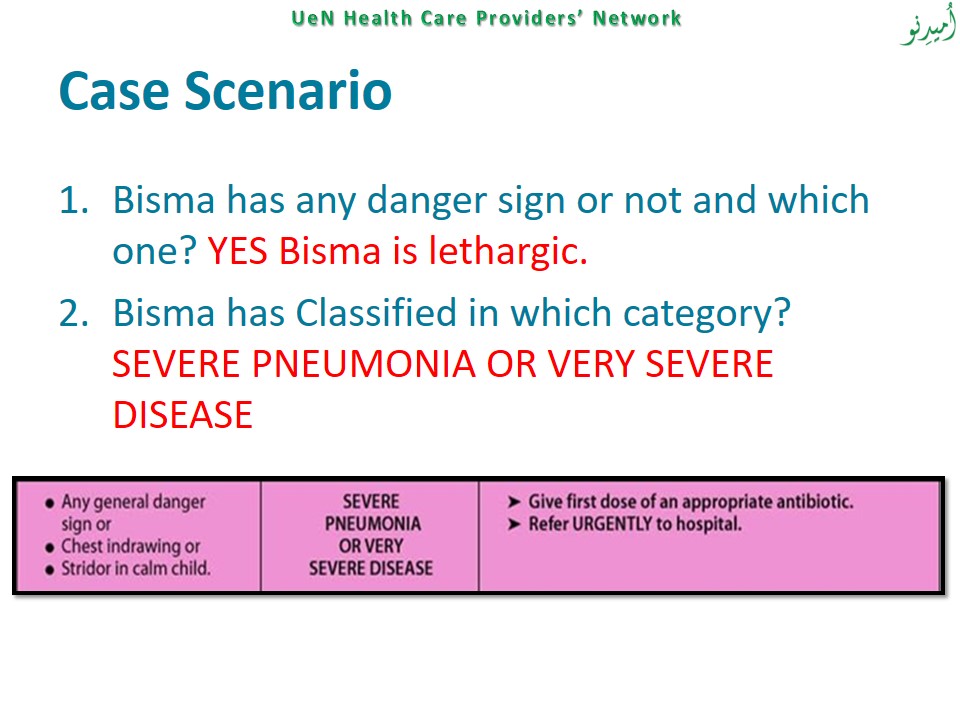 UeN Health Care Providers’ Network
اُميدِنو
Case Scenario
1. Bisma has any danger sign or not and which
one? YES Bisma is lethargic.
2. Bisma has Classified in which category?
SEVERE PNEUMONIA OR VERY SEVERE
DISEASE
● Any general danger
sign or
● Chest indrawing or
● Stridor in calm child.
SEVERE
PNEUMONIA
OR VERY
SEVERE DISEASE
➤ Give first dose of an appropriate antibiotic.
➤ Refer URGENTLY to hospital.